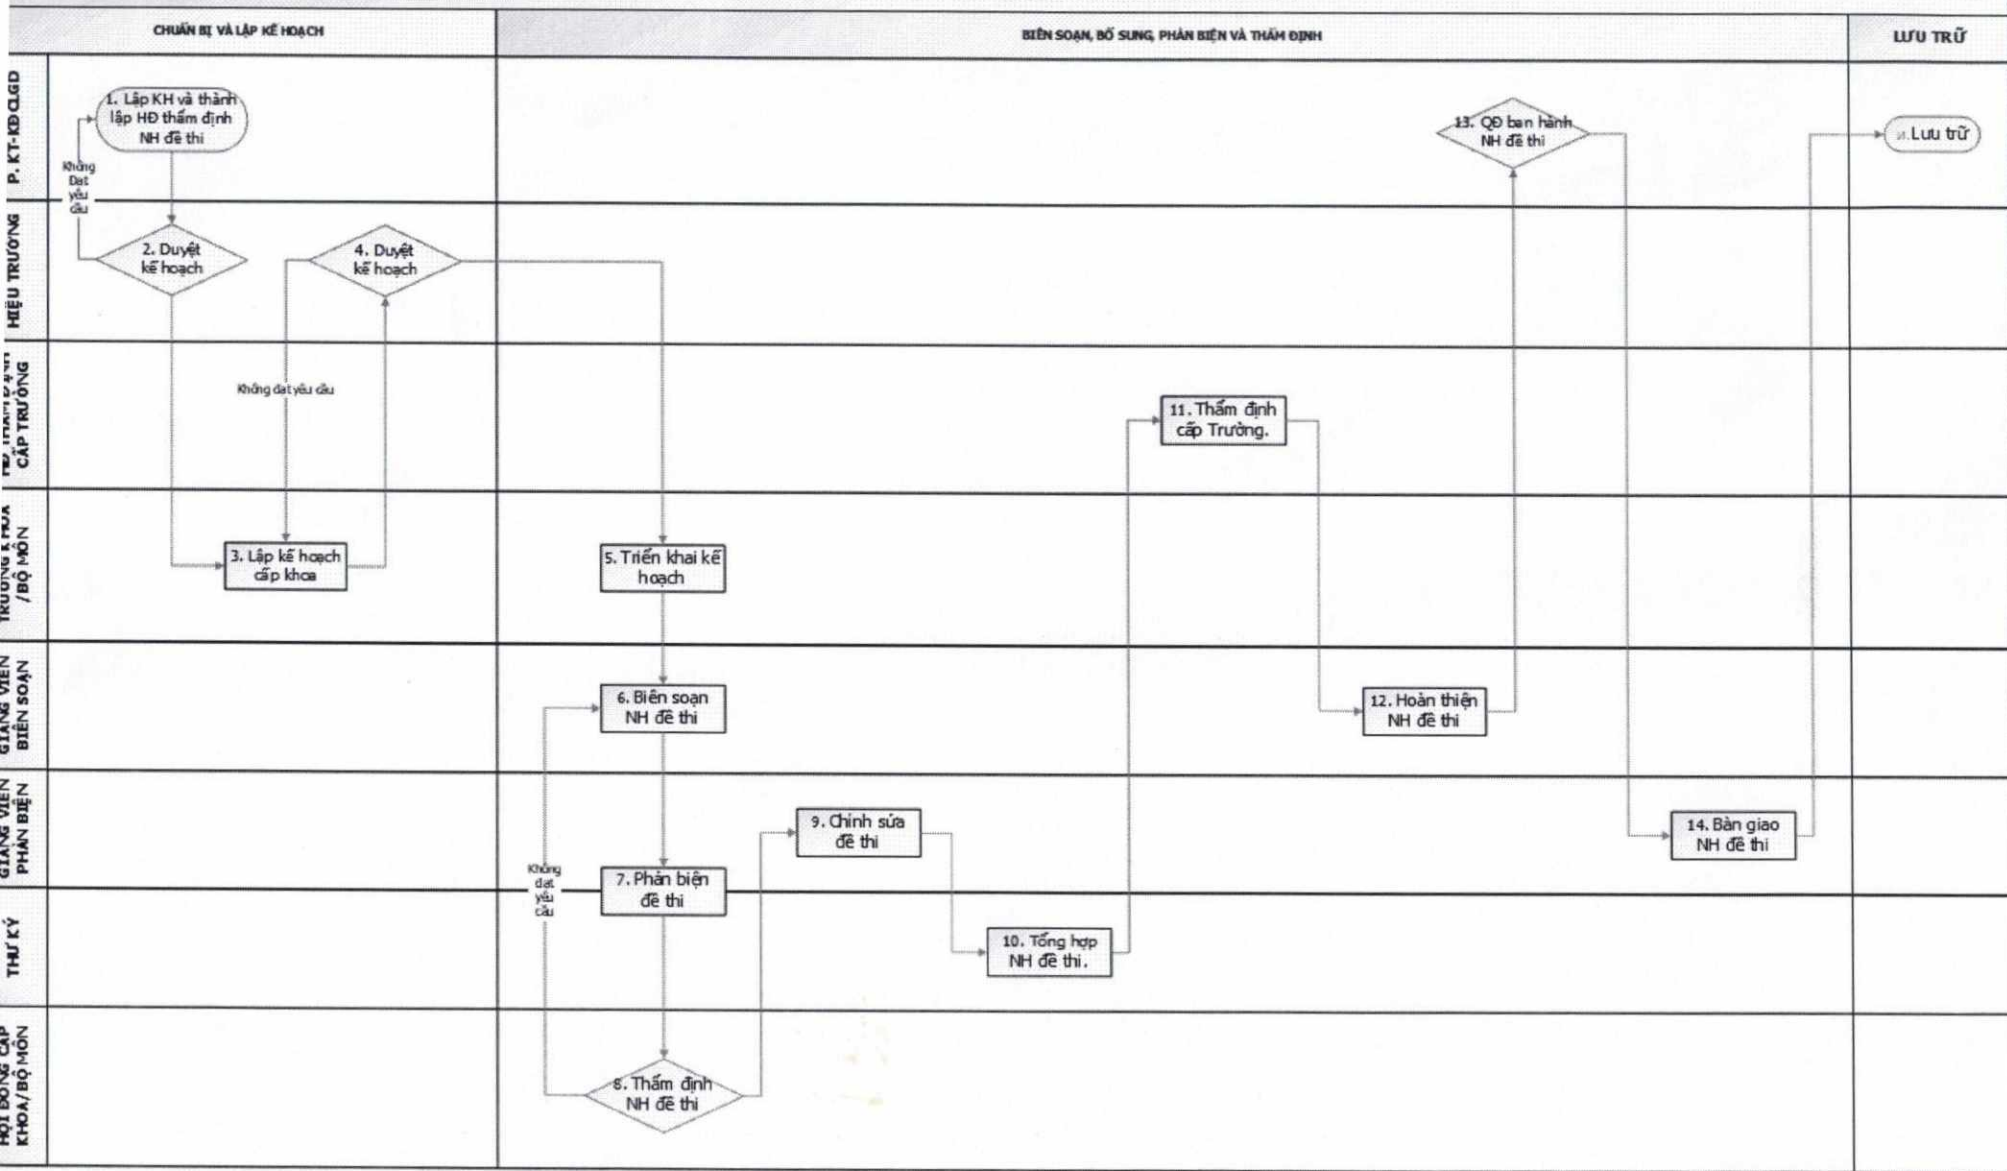 CHUẨN BỊ VÀ LẬP KẾ HOẠCH
BIÊN SOẠN, BỔ SUNG, PHẢN BIỆN VÀ THẨM ĐỊNH
LƯU TRỮ
P. KT-KĐCLGD
1. Lập KH và thành
lập HĐ thẩm định
NH đề thi
Không
Đạt
yêu
cầu
13. QĐ ban hành
NH đề thi
Lưu trữ
HIỆU TRƯỞNG
2. Duyệt
kế hoạch
4. Duyệt
kế hoạch
HĐ THẨM ĐỊNH
CẤP TRƯỜNG
Không đạt yêu cầu
11. Thẩm định
cấp Trường.
TRƯỞNG KHOA
/BỘ MÔN
3. Lập kế hoạch
cấp khoa
5. Triển khai kế
hoạch
GIẢNG VIÊN
BIÊN SOẠN
6. Biên soạn
NH đề thi
12. Hoàn thiện
NH đề thi
GIẢNG VIÊN
PHẢN BIỆN
9. Chỉnh sửa
đề thi
14. Bàn giao
NH đề thi
Không
đạt
yêu
cầu
7. Phản biện
đề thi
THƯ KÝ
10. Tổng hợp
NH đề thi.
HỘI ĐỒNG CẤP
KHOA/BỘ MÔN
8. Thẩm định
NH đề thi